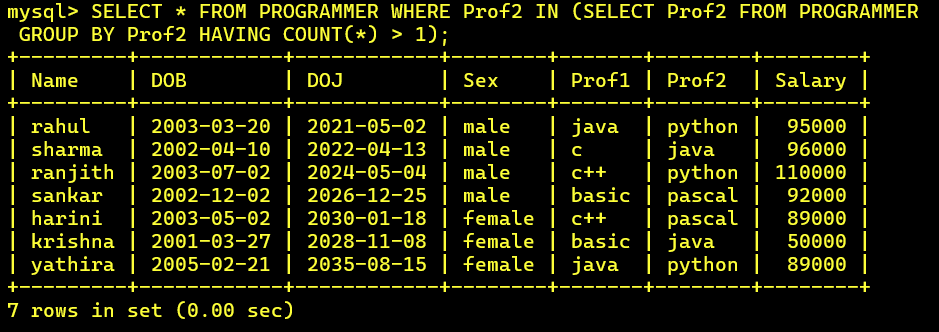 mysql> SELECT * FROM PROGRAMMER WHERE Prof2 IN (SELECT Prof2 FROM PROGRAMMER
 GROUP BY Prof2 HAVING COUNT(*) > 1);
+----------+------------+------------+--------+-------+--------+--------+
| Name     | DOB        | DOJ        | Sex    | Prof1 | Prof2  | Salary |
+----------+------------+------------+--------+-------+--------+--------+
| rahul    | 2003-03-20 | 2021-05-02 | male   | java  | python |  95000 |
| sharma   | 2002-04-10 | 2022-04-13 | male   | c     | java   |  96000 |
| ranjith  | 2003-07-02 | 2024-05-04 | male   | c++   | python | 110000 |
| sankar   | 2002-12-02 | 2026-12-25 | male   | basic | pascal |  92000 |
| harini   | 2003-05-02 | 2030-01-18 | female | c++   | pascal |  89000 |
| krishna  | 2001-03-27 | 2028-11-08 | female | basic | java   |  50000 |
| yathira  | 2005-02-21 | 2035-08-15 | female | java  | python |  89000 |
+----------+------------+------------+--------+-------+--------+--------+
7 rows in set (0.00 sec)